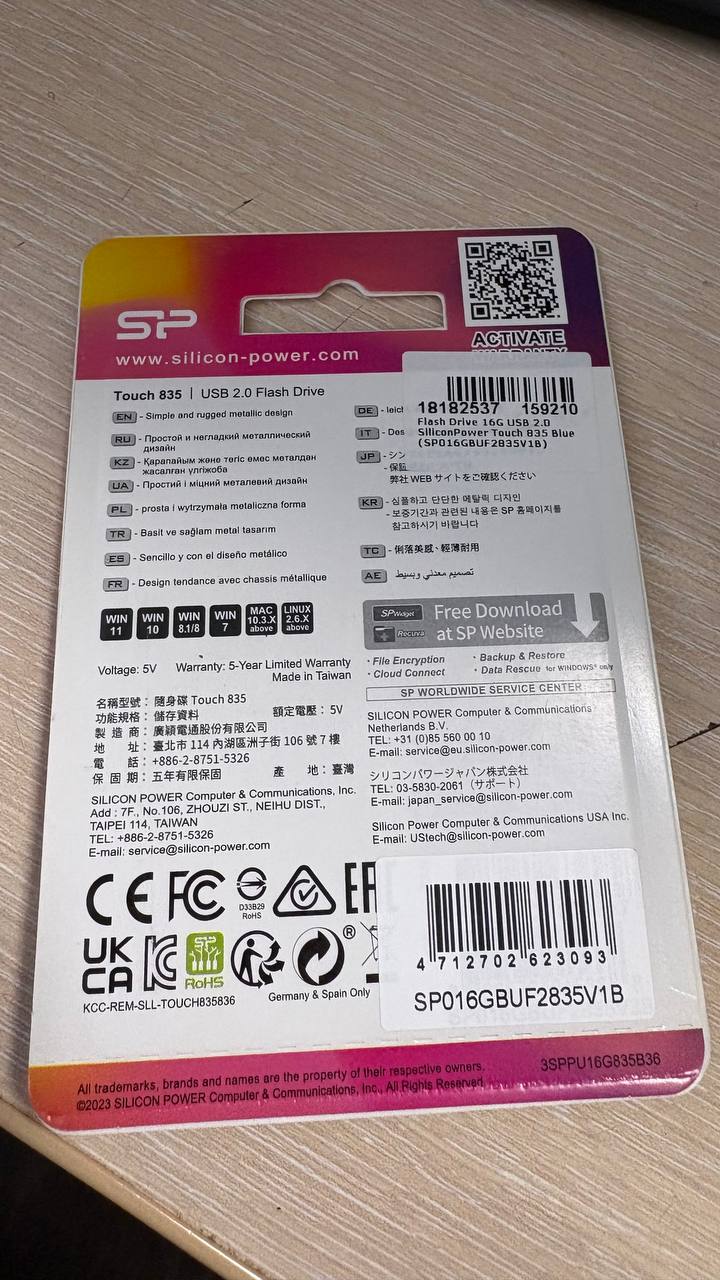 SP
ACTIVATE
WARRANTY
www.silicon-power.com
Touch 835 | USB 2.0 Flash Drive
EN - Simple and rugged metallic design
RU - Простой и негладкий металлический
дизайн
KZ - Қарапайым және тегіс емес металдан
жасалған үлгіжоба
UA - Простий і міцний металевий дизайн
PL - prosta i wytrzymała metaliczna forma
TR - Basit ve sağlam metal tasarım
ES - Sencillo y con el diseño metálico
FR - Design tendance avec chassis métallique
DE - leich
IT - Des
JP - シン
- 保証
弊社 WEB サイトをご確認ください
KR - 심플하고 단단한 메탈릭 디자인
- 보증기간과 관련된 내용은 SP 홈페이지를
참고하시기 바랍니다
TC - 俐落美感、輕薄耐用
AE - تصميم معدني وبسيط
18182537 159210
Flash Drive 16G USB 2.0
SiliconPower Touch 835 Blue
(SP016GBUF2835V1B)
WIN 11
WIN 10
WIN 8.1/8
WIN 7
MAC 10.3.X above
LINUX 2.6.X above
SPWidget
Recuva
Free Download
at SP Website
· File Encryption · Backup & Restore
· Cloud Connect · Data Rescue for WINDOWS® only
SP WORLDWIDE SERVICE CENTER
Voltage: 5V Warranty: 5-Year Limited Warranty
Made in Taiwan
名稱型號：隨身碟 Touch 835
功能規格：儲存資料 額定電壓：5V
製造商：廣穎電通股份有限公司
地址：臺北市 114 內湖區洲子街 106 號 7 樓
電話：+886-2-8751-5326
保固期：五年有限保固 產地：臺灣
SILICON POWER Computer & Communications, Inc.
Add : 7F., No.106, ZHOUZI ST., NEIHU DIST.,
TAIPEI 114, TAIWAN
TEL: +886-2-8751-5326
E-mail: service@silicon-power.com
SILICON POWER Computer & Communications
Netherlands B.V.
TEL: +31 (0)85 560 00 10
E-mail: service@eu.silicon-power.com
シリコンパワージャパン株式会社
TEL: 03-5830-2061（サポート）
E-mail: japan_service@silicon-power.com
Silicon Power Computer & Communications USA Inc.
E-mail: UStech@silicon-power.com
CE FC
D33B29
RoHS
UK
CA
SP
RoHS
®
KCC-REM-SLL-TOUCH835836
Germany & Spain Only
4 712702 623093
SP016GBUF2835V1B
All trademarks, brands and names are the property of their respective owners.
©2023 SILICON POWER Computer & Communications, Inc., All Rights Reserved
3SPPU16G835B36